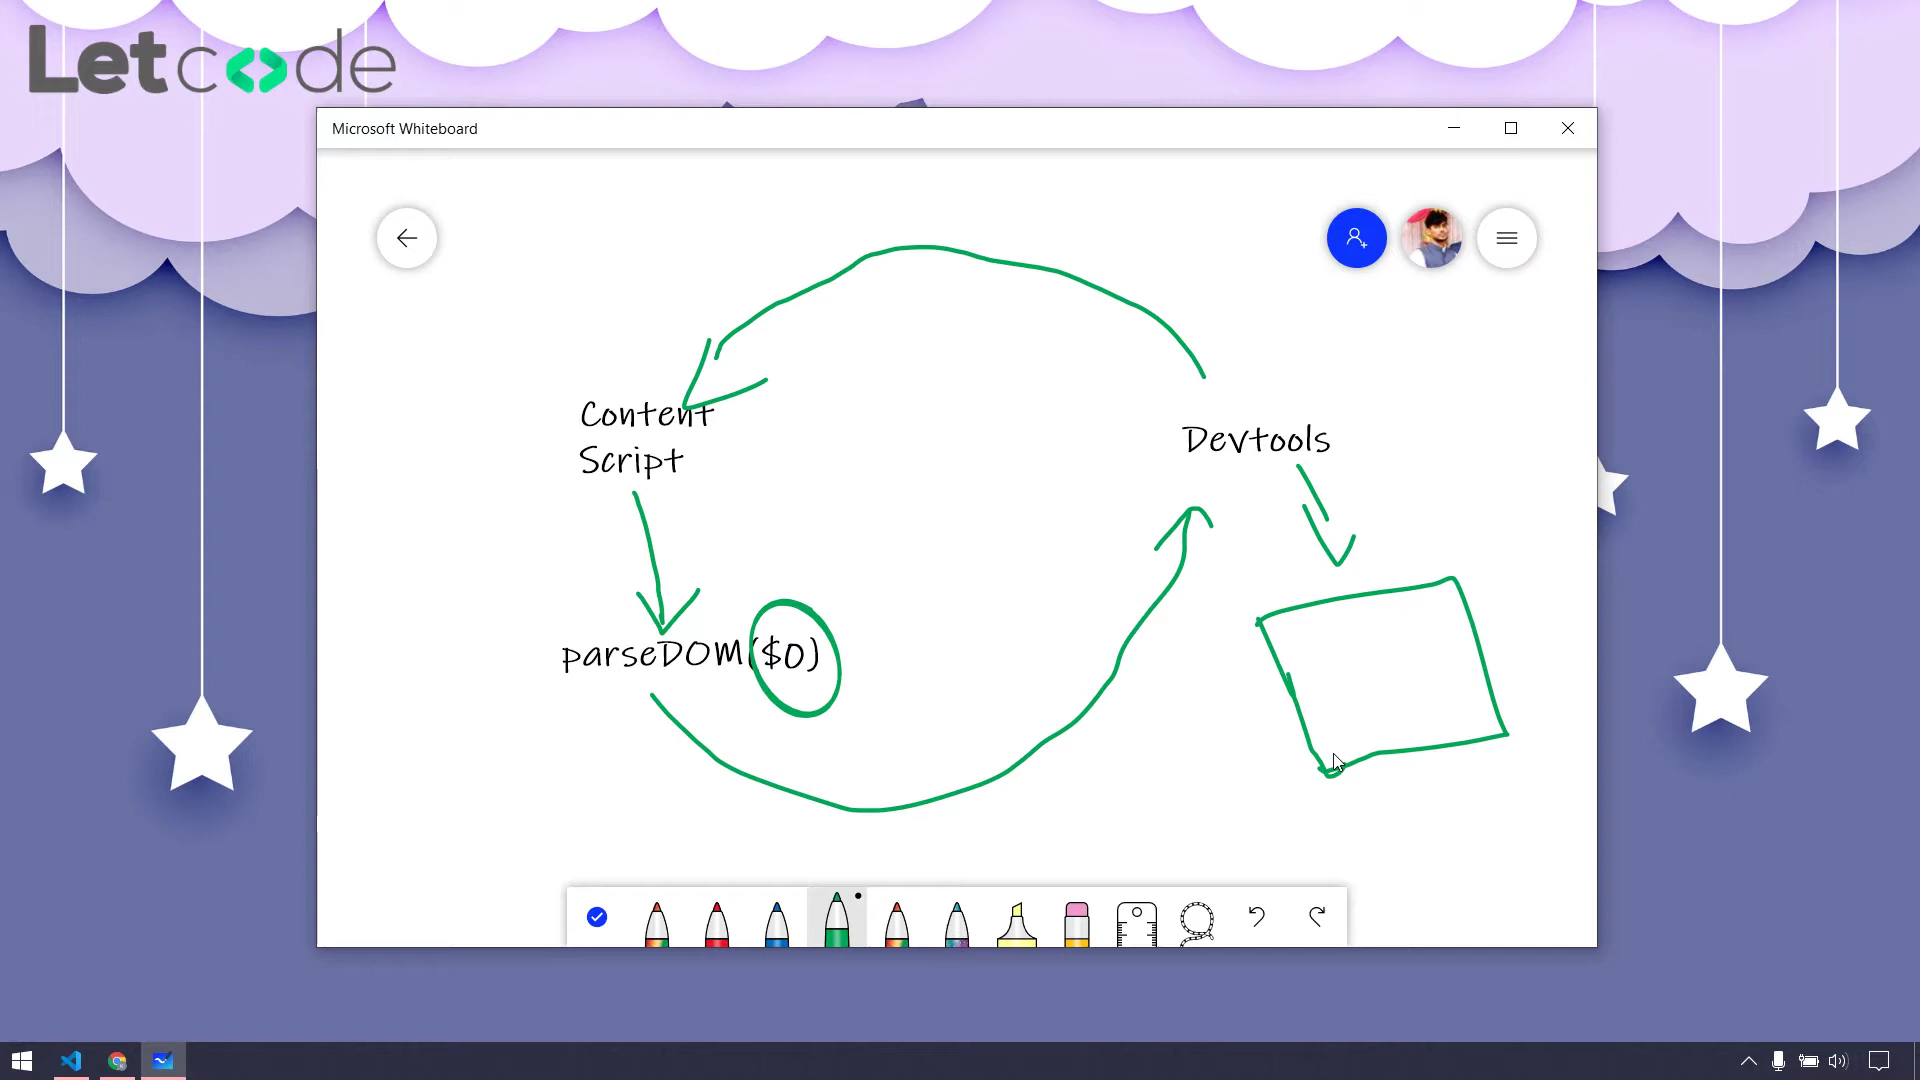 Letcode
Microsoft Whiteboard
Content
Script
Devtools
parseDOM($0)